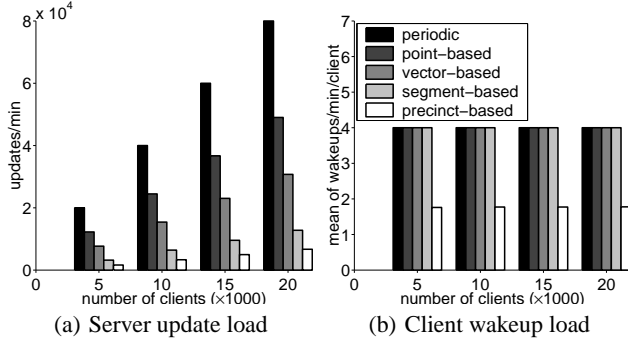 x 10⁴
8
6
4
2
0
updates/min
0 5 10 15 20
number of clients (×1000)
(a) Server update load
7
6
5
4
3
2
1
0
mean of wakeups/min/client
periodic
point−based
vector−based
segment−based
precinct−based
0 5 10 15 20
number of clients (×1000)
(b) Client wakeup load